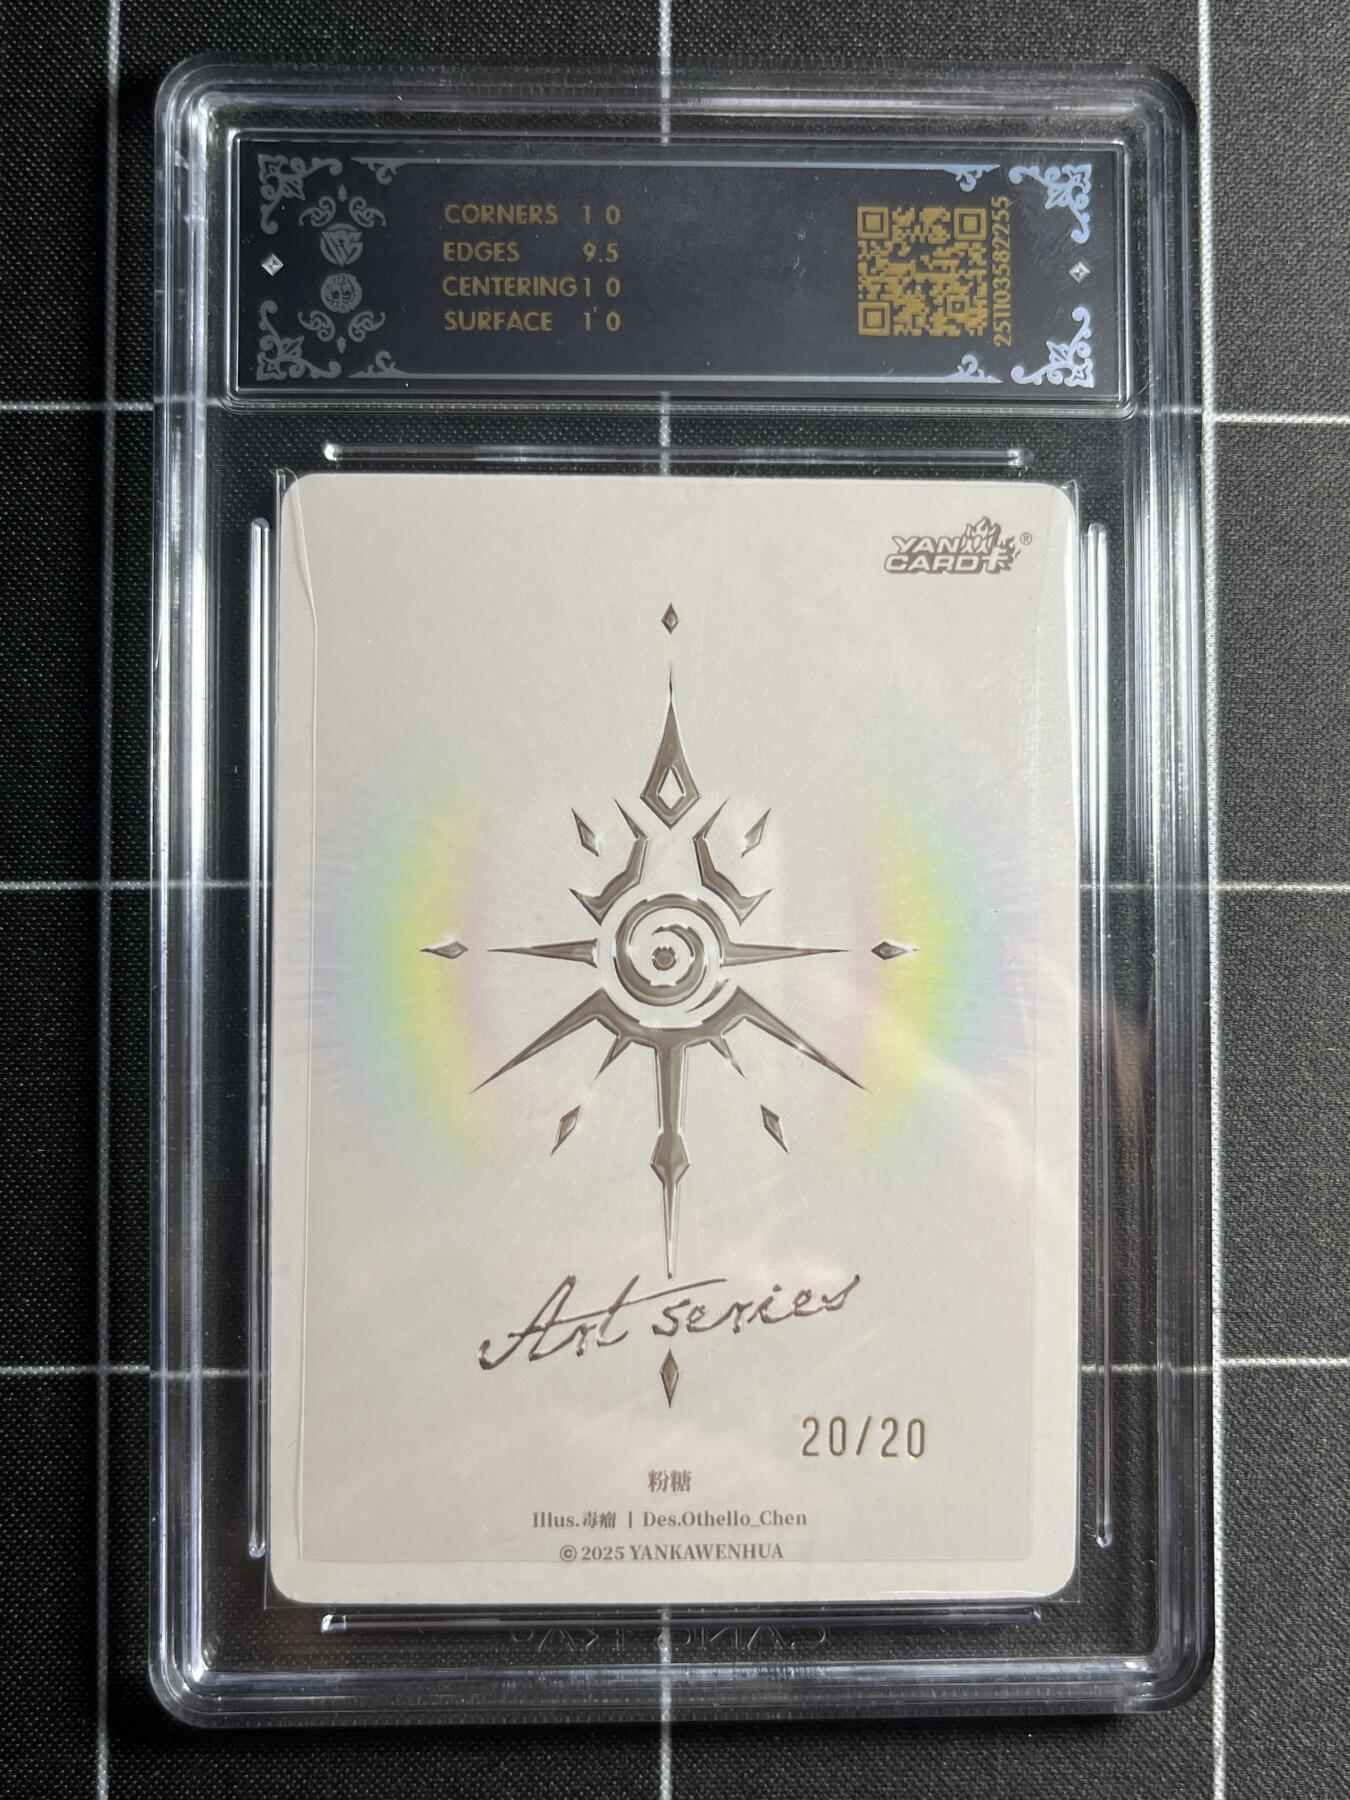 CORNERS 10
EDGES 9.5
CENTERING 10
SURFACE 10
251103582255
YAN
CARD卡®
Art series
20/20
粉糖
Illus.毒瘤 | Des.Othello_Chen
© 2025 YANKAWENHUA